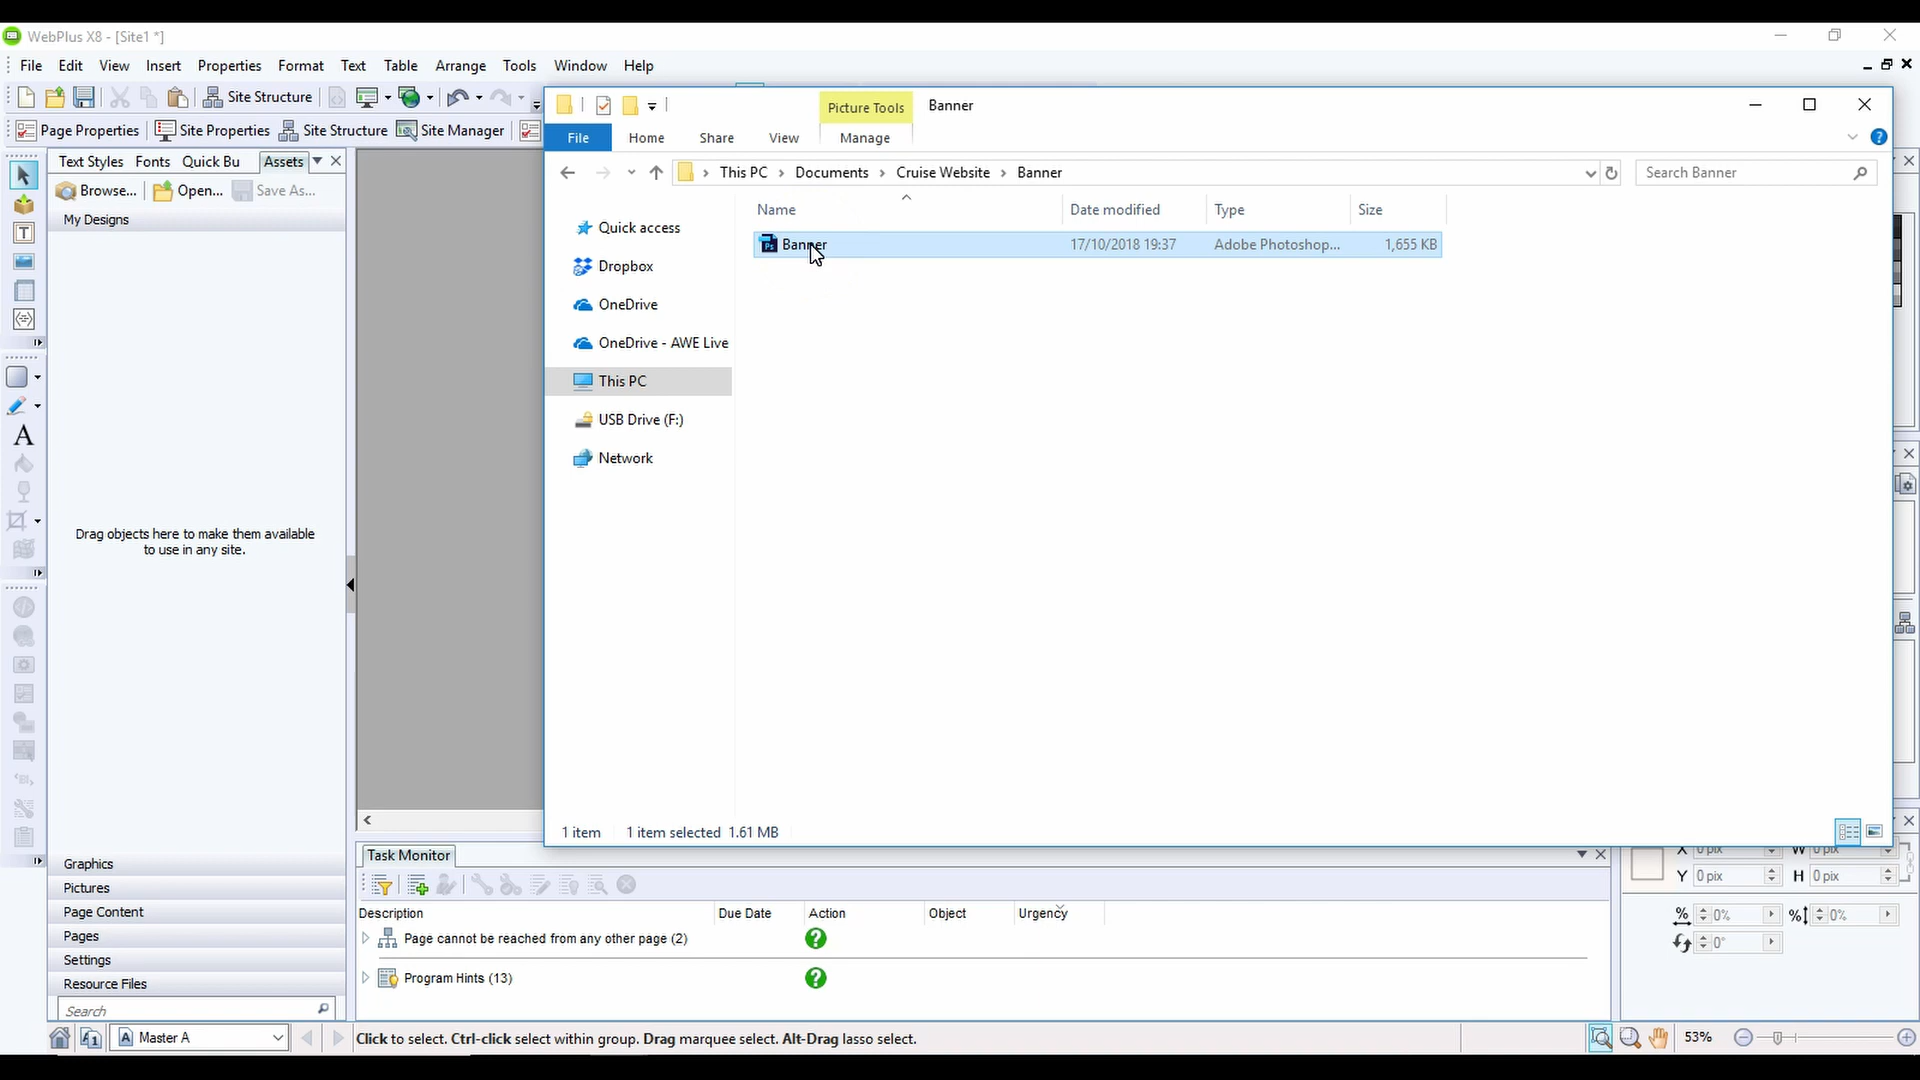 WebPlus X8 - [Site1 *]
File Edit View Insert Properties Format Text Table Arrange Tools Window Help
Site Structure
Page Properties Site Properties Site Structure Site Manager
Text Styles Fonts Quick Bu Assets
Browse... Open... Save As...
My Designs
Drag objects here to make them available
to use in any site.
Graphics
Pictures
Page Content
Pages
Settings
Resource Files
Search
Picture Tools Banner
File Home Share View Manage
This PC Documents Cruise Website Banner
Search Banner
Quick access
Dropbox
OneDrive
OneDrive - AWE Live
This PC
USB Drive (F:)
Network
Name Date modified Type Size
Banner 17/10/2018 19:37 Adobe Photoshop... 1,655 KB
1 item 1 item selected 1.61 MB
Task Monitor
Description Due Date Action Object Urgency
Page cannot be reached from any other page (2)
Program Hints (13)
X 0 pix W 0 pix
Y 0 pix H 0 pix
% 0% % 0%
0°
A Master A
Click to select. Ctrl-click select within group. Drag marquee select. Alt-Drag lasso select.
53%